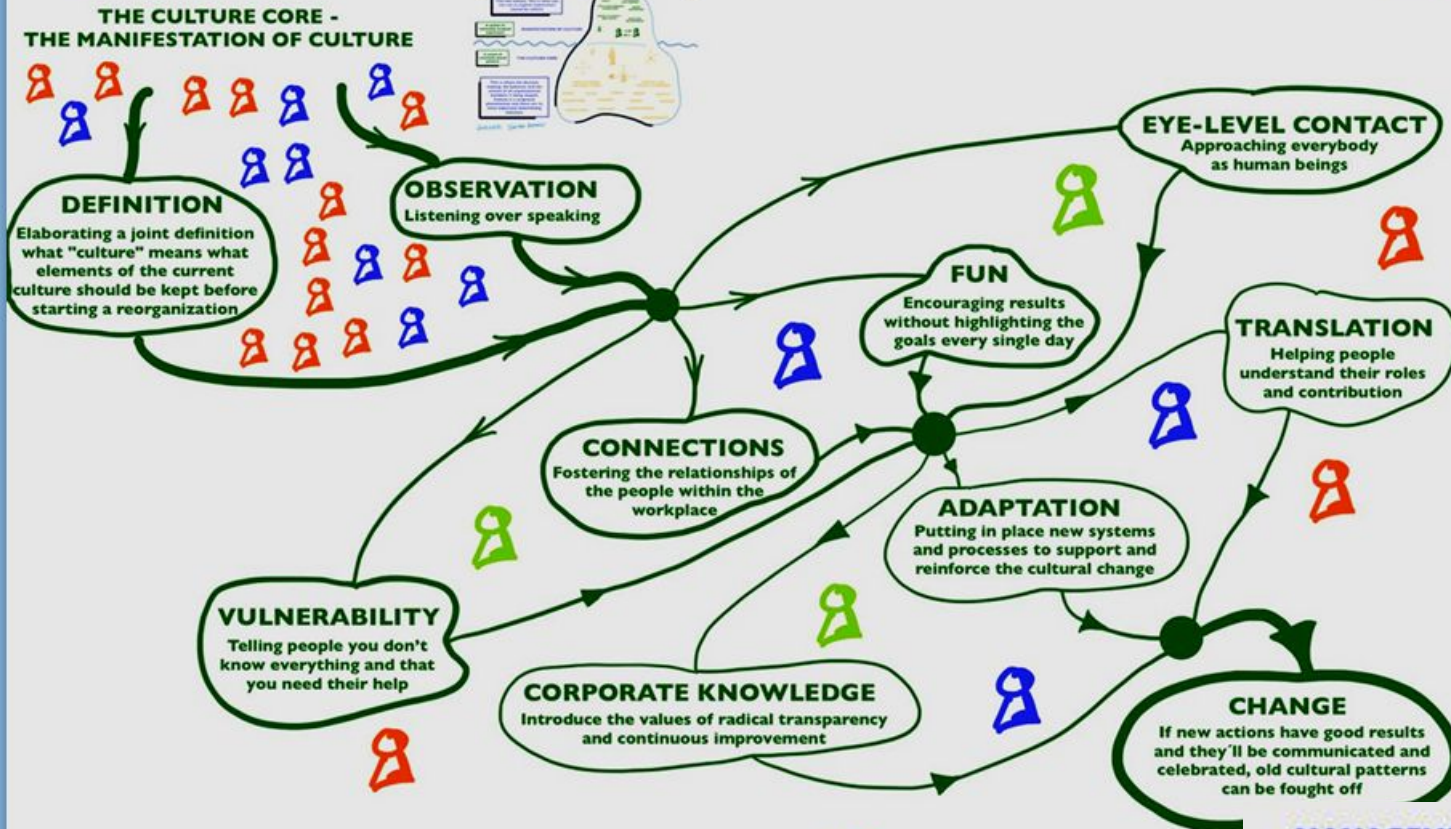 THE CULTURE CORE -
THE MANIFESTATION OF CULTURE
MANIFESTATION OF CULTURE
THE CULTURE CORE
DEFINITION
Elaborating a joint definition
what "culture" means what
elements of the current
culture should be kept before
starting a reorganization
OBSERVATION
Listening over speaking
EYE-LEVEL CONTACT
Approaching everybody
as human beings
FUN
Encouraging results
without highlighting the
goals every single day
TRANSLATION
Helping people
understand their roles
and contribution
CONNECTIONS
Fostering the relationships of
the people within the
workplace
ADAPTATION
Putting in place new systems
and processes to support and
reinforce the cultural change
VULNERABILITY
Telling people you don't
know everything and that
you need their help
CORPORATE KNOWLEDGE
Introduce the values of radical transparency
and continuous improvement
CHANGE
If new actions have good results
and they´ll be communicated and
celebrated, old cultural patterns
can be fought off